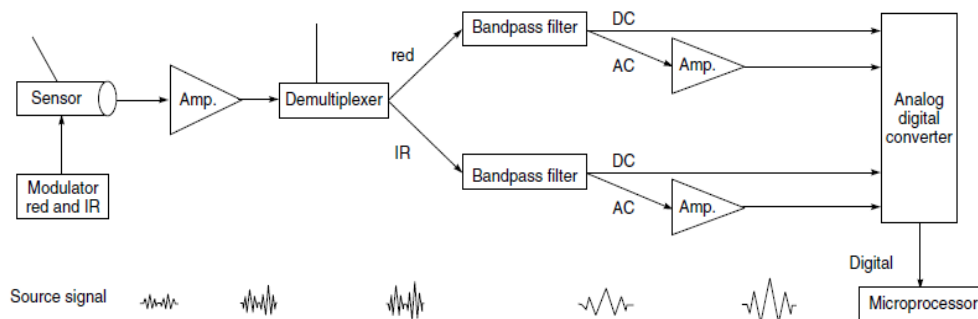 DC
Bandpass filter
red
AC
Amp.
Sensor
Amp.
Demultiplexer
Analog
digital
converter
IR
DC
Modulator
red and IR
Bandpass filter
AC
Amp.
Digital
Source signal
Microprocessor